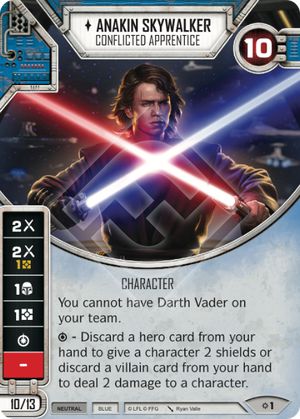 ANAKIN SKYWALKER
CONFLICTED APPRENTICE
10
2
2
1
1
1
-
10/13
CHARACTER
You cannot have Darth Vader on
your team.
- Discard a hero card from your
hand to give a character 2 shields or
discard a villain card from your
hand to deal 2 damage to a character.
NEUTRAL BLUE © LFL © FFG Ryan Valle
1